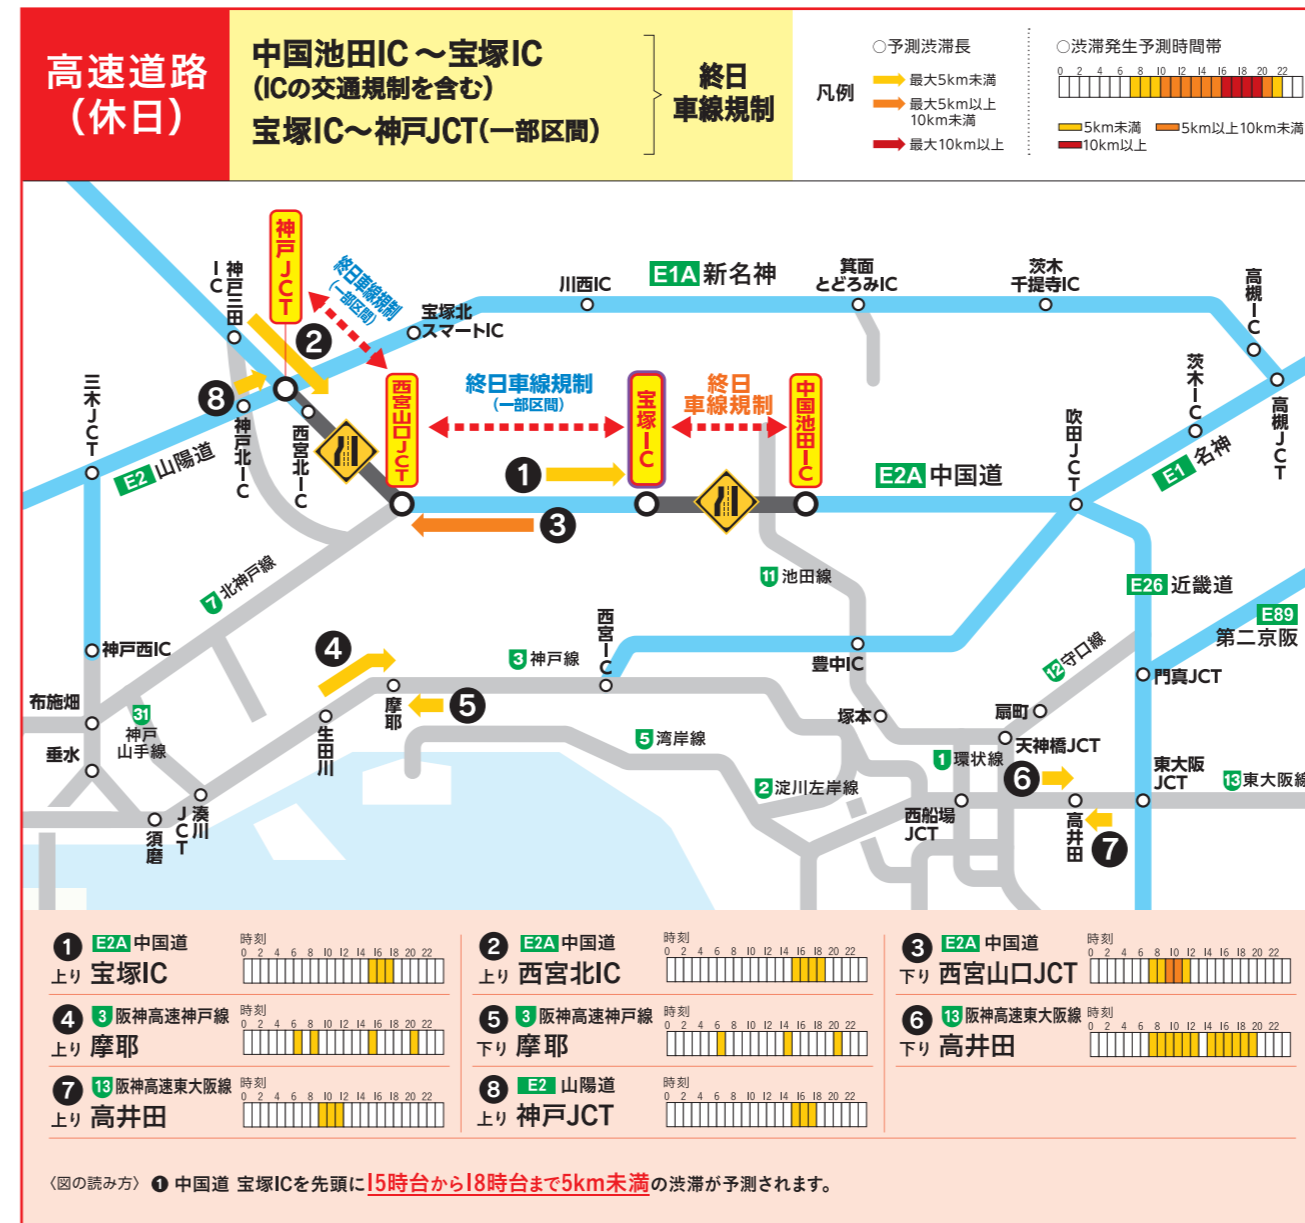 高速道路
（休日）
中国池田IC ～宝塚IC
（ICの交通規制を含む）
宝塚IC～神戸JCT（一部区間）
終日
車線規制
凡例
○予測渋滞長
最大5km未満
最大5km以上
10km未満
最大10km以上
○渋滞発生予測時間帯
0 2 4 6 8 10 12 14 16 18 20 22
5km未満 5km以上10km未満
10km以上
神戸三田IC
神戸JCT
終日車線規制
（一部区間）
宝塚北
スマートIC
川西IC
E1A 新名神
箕面
とどろみIC
茨木
千提寺IC
高槻IC
三木JCT
E2 山陽道
8
2
神戸北IC
西宮北IC
西宮山口JCT
終日車線規制
（一部区間）
宝塚IC
終日
車線規制
中国池田IC
1
3
E2A 中国道
吹田JCT
茨木IC
E1 名神
高槻JCT
7 北神戸線
11 池田線
E26 近畿道
E89
第二京阪
神戸西IC
4
3 神戸線
西宮IC
豊中IC
12 守口線
門真JCT
布施畑
31
神戸
山手線
摩耶
5
生田川
塚本
扇町
天神橋JCT
垂水
5 湾岸線
1 環状線
2 淀川左岸線
6
東大阪
JCT
13 東大阪線
湊川JCT
須磨
西船場
JCT
高井田
7
1 E2A 中国道
上り 宝塚IC
時刻
0 2 4 6 8 10 12 14 16 18 20 22
2 E2A 中国道
上り 西宮北IC
時刻
0 2 4 6 8 10 12 14 16 18 20 22
3 E2A 中国道
下り 西宮山口JCT
時刻
0 2 4 6 8 10 12 14 16 18 20 22
4 3 阪神高速神戸線
上り 摩耶
時刻
0 2 4 6 8 10 12 14 16 18 20 22
5 3 阪神高速神戸線
下り 摩耶
時刻
0 2 4 6 8 10 12 14 16 18 20 22
6 13 阪神高速東大阪線
下り 高井田
時刻
0 2 4 6 8 10 12 14 16 18 20 22
7 13 阪神高速東大阪線
上り 高井田
時刻
0 2 4 6 8 10 12 14 16 18 20 22
8 E2 山陽道
上り 神戸JCT
時刻
0 2 4 6 8 10 12 14 16 18 20 22
〈図の読み方〉 1 中国道 宝塚ICを先頭に15時台から18時台まで5km未満の渋滞が予測されます。